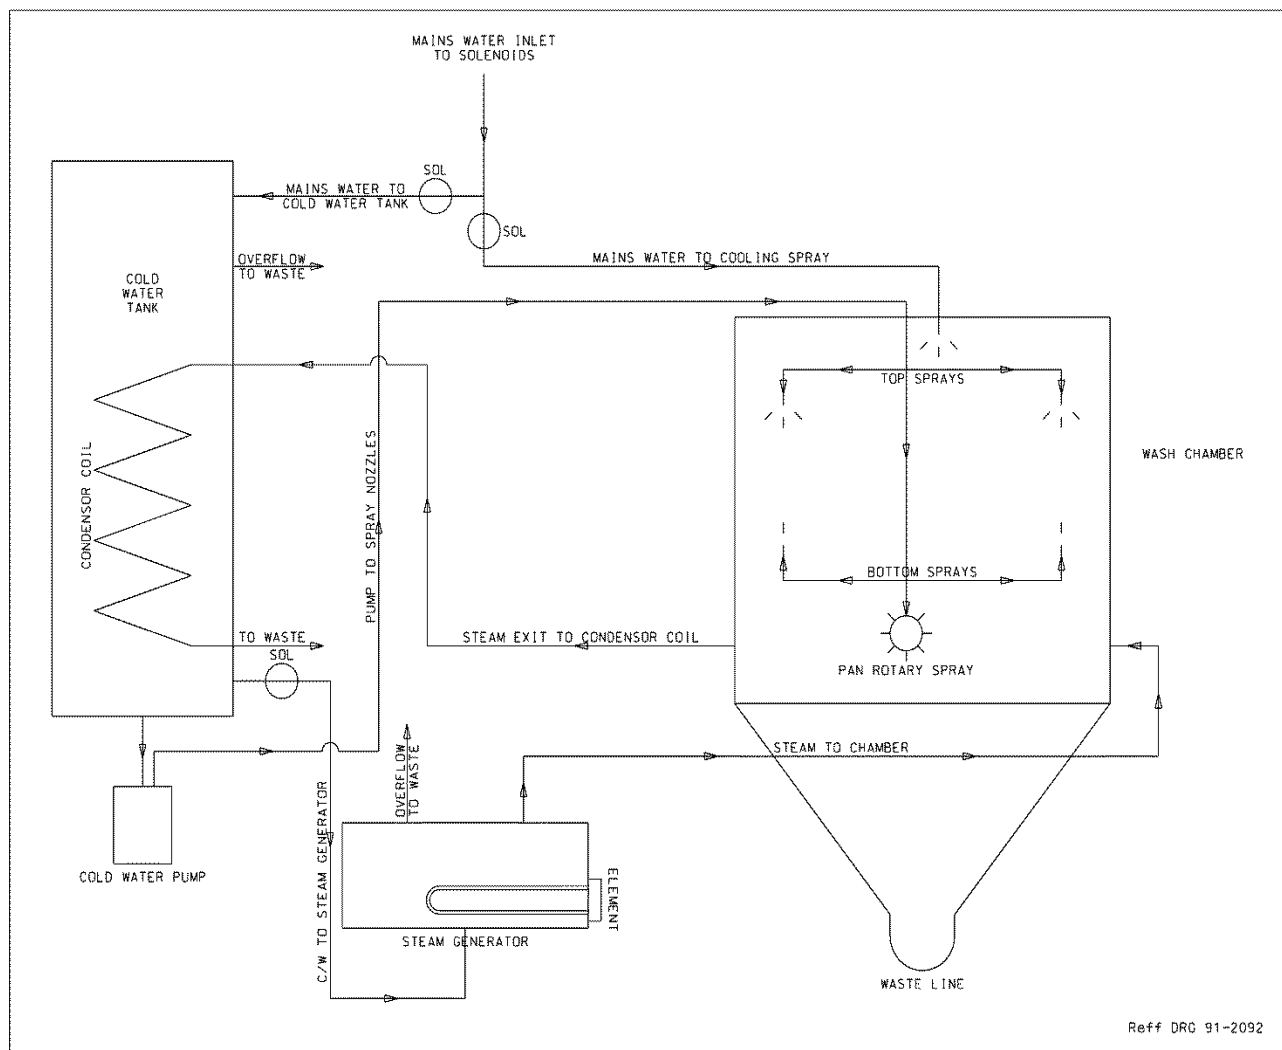 MAINS WATER INLET
TO SOLENOIDS
SOL
MAINS WATER TO
COLD WATER TANK
SOL
OVERFLOW
TO WASTE
MAINS WATER TO COOLING SPRAY
COLD
WATER
TANK
TOP SPRAYS
WASH CHAMBER
CONDENSOR COIL
PUMP TO SPRAY NOZZLES
BOTTOM SPRAYS
TO WASTE
SOL
STEAM EXIT TO CONDENSOR COIL
PAN ROTARY SPRAY
STEAM TO CHAMBER
OVERFLOW
TO WASTE
C/W TO STEAM GENERATOR
COLD WATER PUMP
ELEMENT
STEAM GENERATOR
WASTE LINE
Reff DRG 91-2092